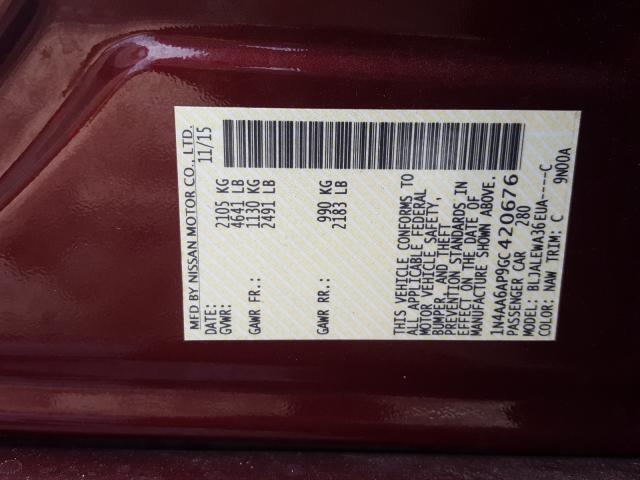 MFD BY NISSAN MOTOR CO., LTD.
DATE: 11/15
GVWR: 2105 KG
4641 LB
GAWR FR.: 1130 KG
2491 LB
GAWR RR.: 990 KG
2183 LB
THIS VEHICLE CONFORMS TO
ALL APPLICABLE FEDERAL
MOTOR VEHICLE SAFETY,
BUMPER, AND THEFT
PREVENTION STANDARDS IN
EFFECT ON THE DATE OF
MANUFACTURE SHOWN ABOVE.
1N4AA6AP9GC420676
PASSENGER CAR 280
MODEL: BLJALEWA36EUA----C
COLOR: NAW TRIM: C 9N00A